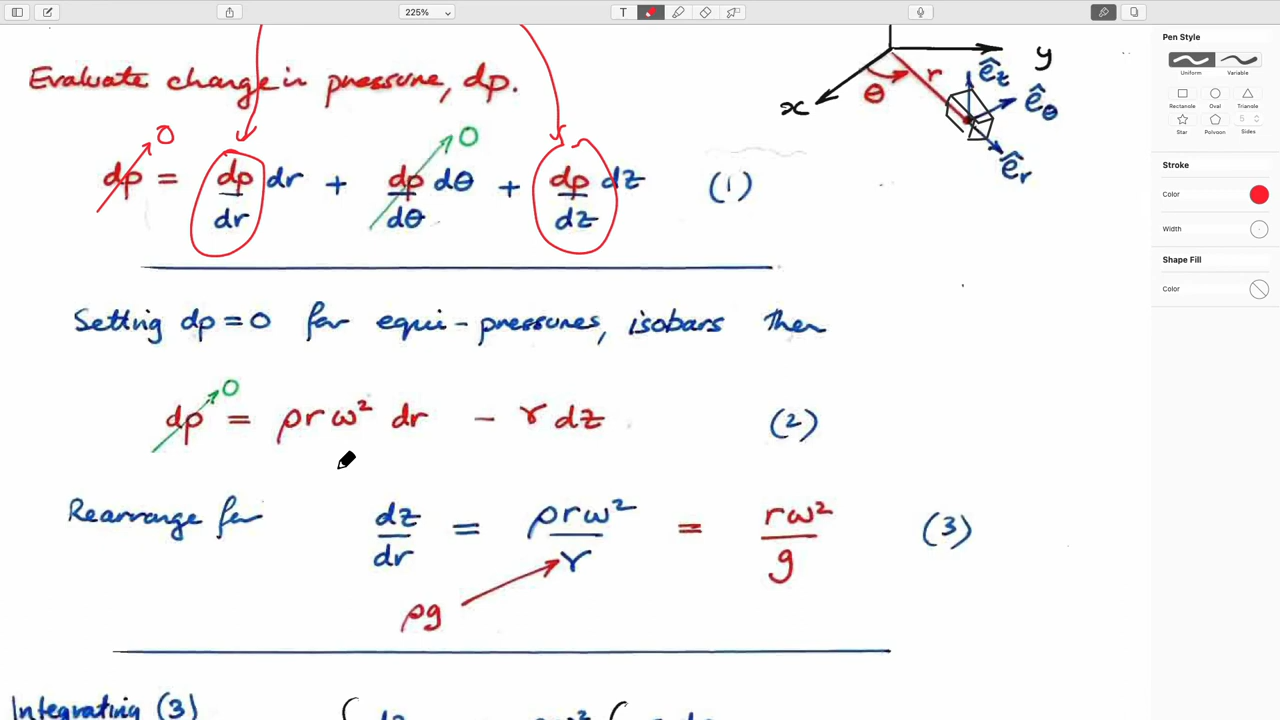 225%
T
Pen Style
Uniform
Variable
Rectangle
Oval
Triangle
Star
Polygon
5
Sides
Stroke
Color
Width
Shape Fill
Color
y
x
θ
r
êz
êθ
êr
Evaluate change in pressure, dp.
0
0
dp = dp/dr dr + dp/dθ dθ + dp/dz dz (1)
Setting dp=0 for equi-pressures, isobars then
0
dp = ρrω² dr - γdz (2)
Rearrange for dz/dr = ρrω²/γ = rω²/g (3)
ρg
Integrating (3)